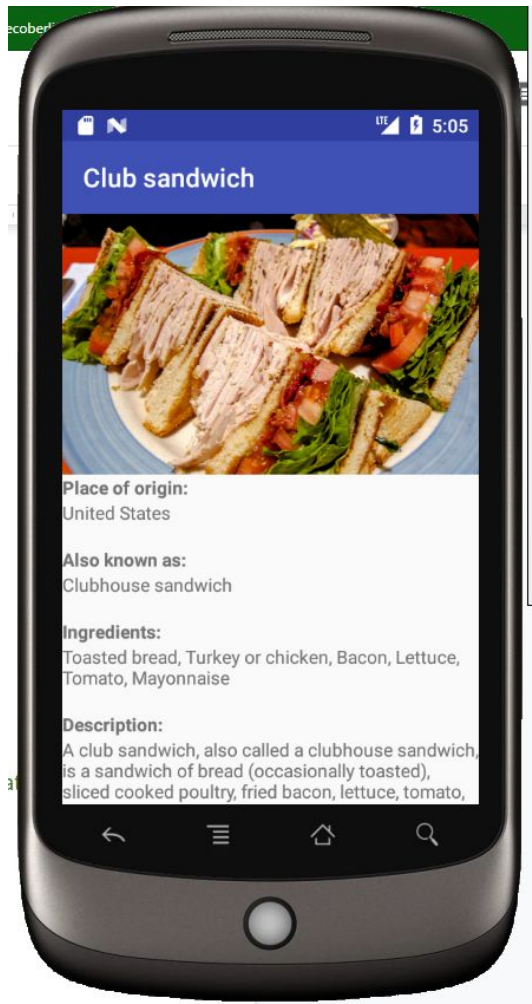 ecoberli
LTE 5:05
Club sandwich
Place of origin:
United States
Also known as:
Clubhouse sandwich
Ingredients:
Toasted bread, Turkey or chicken, Bacon, Lettuce,
Tomato, Mayonnaise
Description:
A club sandwich, also called a clubhouse sandwich,
is a sandwich of bread (occasionally toasted),
sliced cooked poultry, fried bacon, lettuce, tomato,